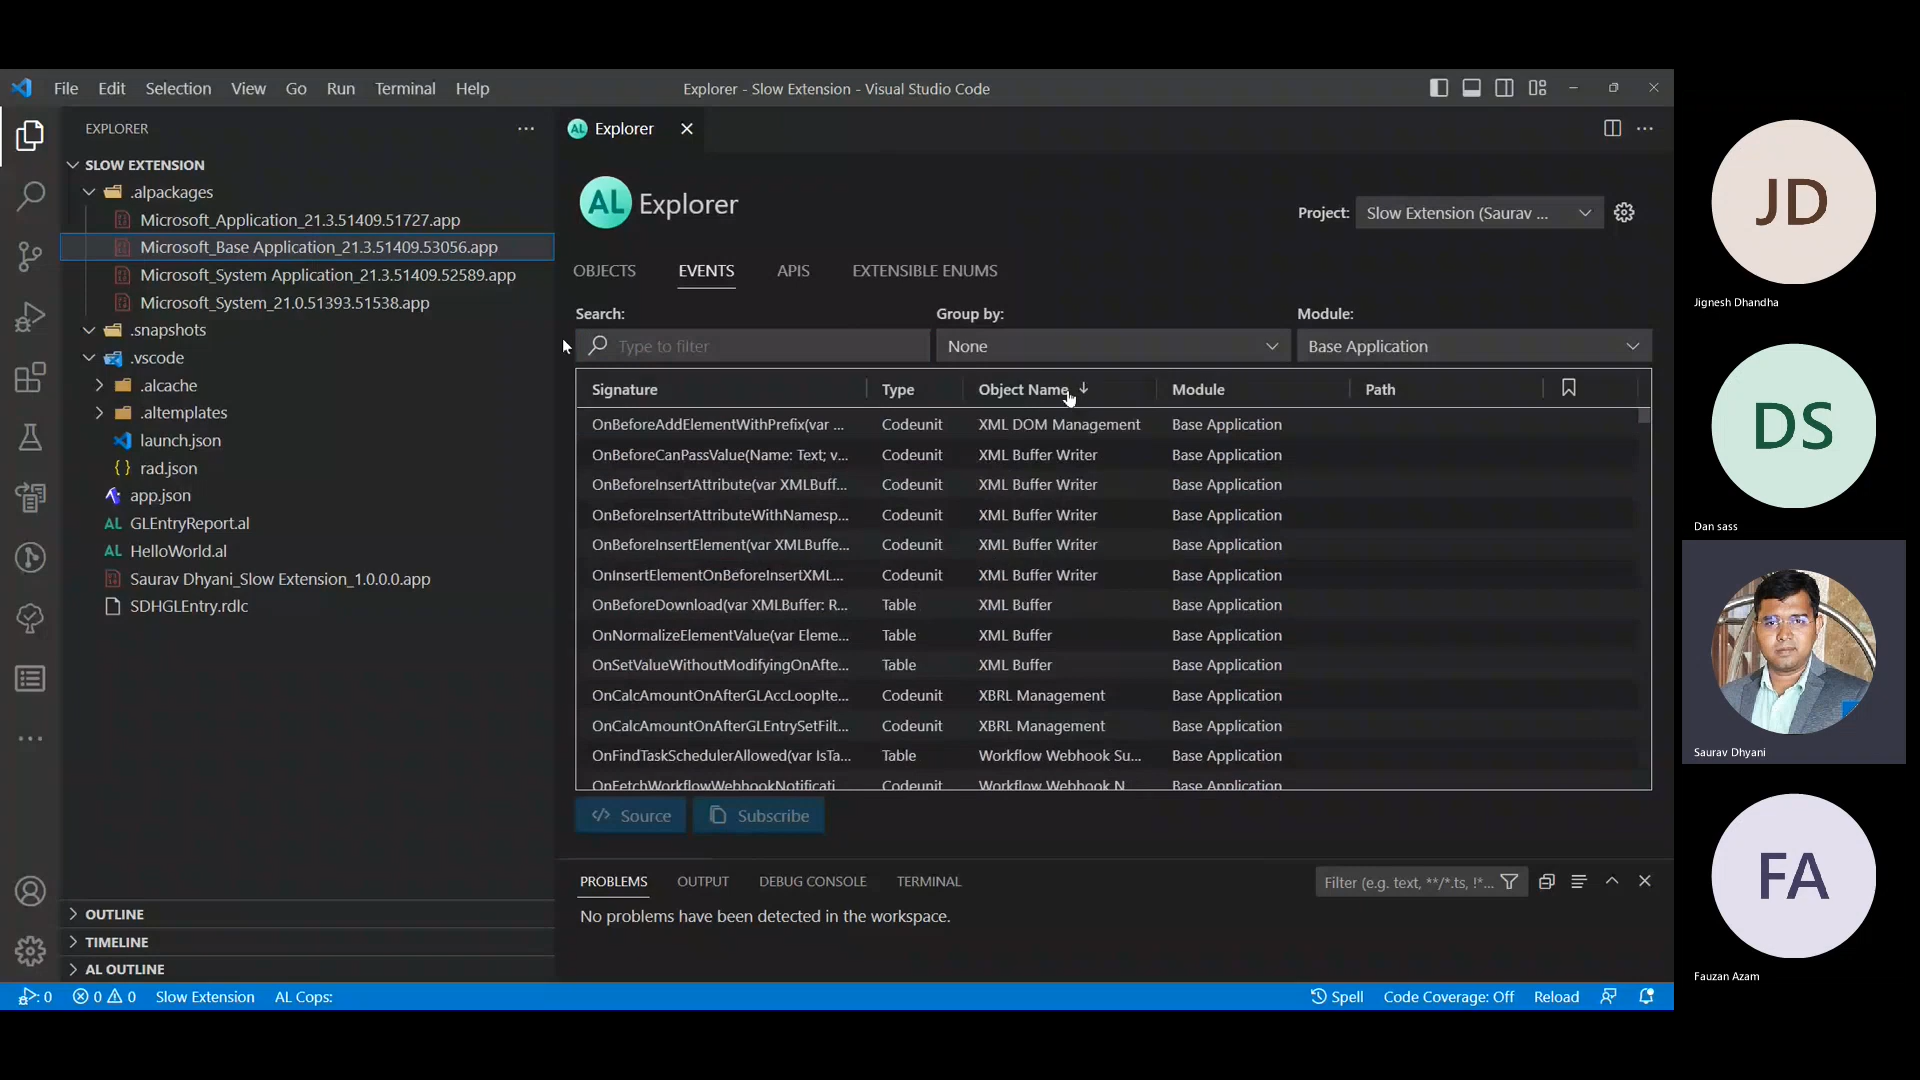 File Edit Selection View Go Run Terminal Help
Explorer - Slow Extension - Visual Studio Code
EXPLORER
SLOW EXTENSION
.alpackages
Microsoft_Application_21.3.51409.51727.app
Microsoft_Base Application_21.3.51409.53056.app
Microsoft_System Application_21.3.51409.52589.app
Microsoft_System_21.0.51393.51538.app
.snapshots
.vscode
.alcache
.altemplates
launch.json
{} rad.json
app.json
AL GLEntryReport.al
AL HelloWorld.al
Saurav Dhyani_Slow Extension_1.0.0.0.app
SDHGLEntry.rdlc
OUTLINE
TIMELINE
AL OUTLINE
AL Explorer
AL Explorer
Project: Slow Extension (Saurav ...
OBJECTS EVENTS APIS EXTENSIBLE ENUMS
Search: Group by: Module:
Type to filter None Base Application
Signature Type Object Name Module Path
OnBeforeAddElementWithPrefix(var ... Codeunit XML DOM Management Base Application
OnBeforeCanPassValue(Name: Text; v... Codeunit XML Buffer Writer Base Application
OnBeforeInsertAttribute(var XMLBuff... Codeunit XML Buffer Writer Base Application
OnBeforeInsertAttributeWithNamesp... Codeunit XML Buffer Writer Base Application
OnBeforeInsertElement(var XMLBuffe... Codeunit XML Buffer Writer Base Application
OnInsertElementOnBeforeInsertXML... Codeunit XML Buffer Writer Base Application
OnBeforeDownload(var XMLBuffer: R... Table XML Buffer Base Application
OnNormalizeElementValue(var Eleme... Table XML Buffer Base Application
OnSetValueWithoutModifyingOnAfte... Table XML Buffer Base Application
OnCalcAmountOnAfterGLAccLoopIte... Codeunit XBRL Management Base Application
OnCalcAmountOnAfterGLEntrySetFilt... Codeunit XBRL Management Base Application
OnFindTaskSchedulerAllowed(var IsTa... Table Workflow Webhook Su... Base Application
OnFetchWorkflowWebhookNotificati... Codeunit Workflow Webhook N... Base Application
Source Subscribe
PROBLEMS OUTPUT DEBUG CONSOLE TERMINAL
Filter (e.g. text, **/*.ts, !*...
No problems have been detected in the workspace.
0 0 0 Slow Extension AL Cops: Spell Code Coverage: Off Reload
JD
Jignesh Dhandha
DS
Dan sass
Saurav Dhyani
FA
Fauzan Azam